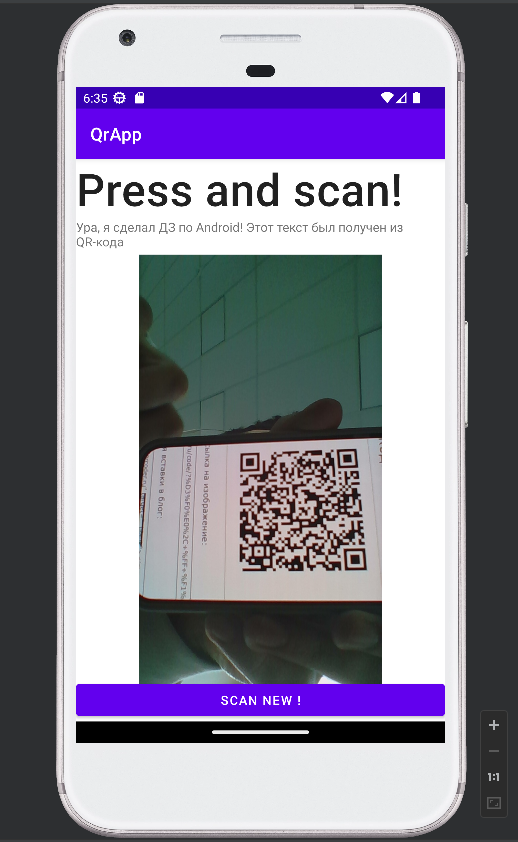 6:35
QrApp
Press and scan!
Ура, я сделал ДЗ по Android! Этот текст был получен из
QR-кода
ылка на изображение:
вставки в блог:
SCAN NEW !
1:1